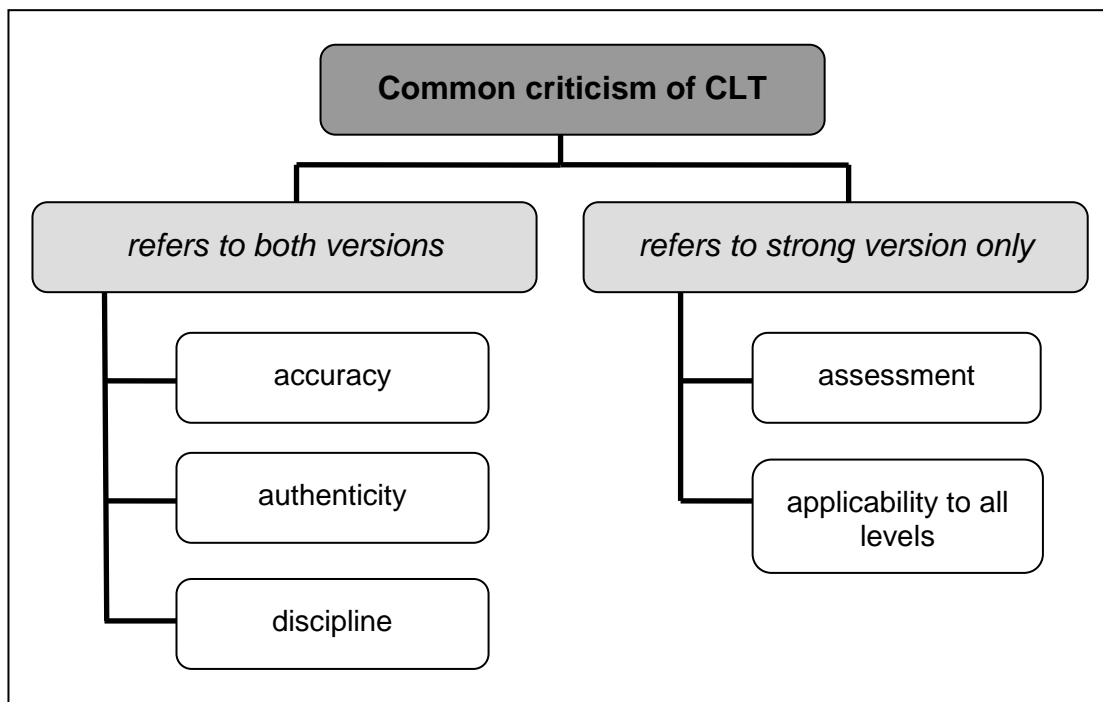 Common criticism of CLT
refers to both versions
accuracy
authenticity
discipline
refers to strong version only
assessment
applicability to all
levels